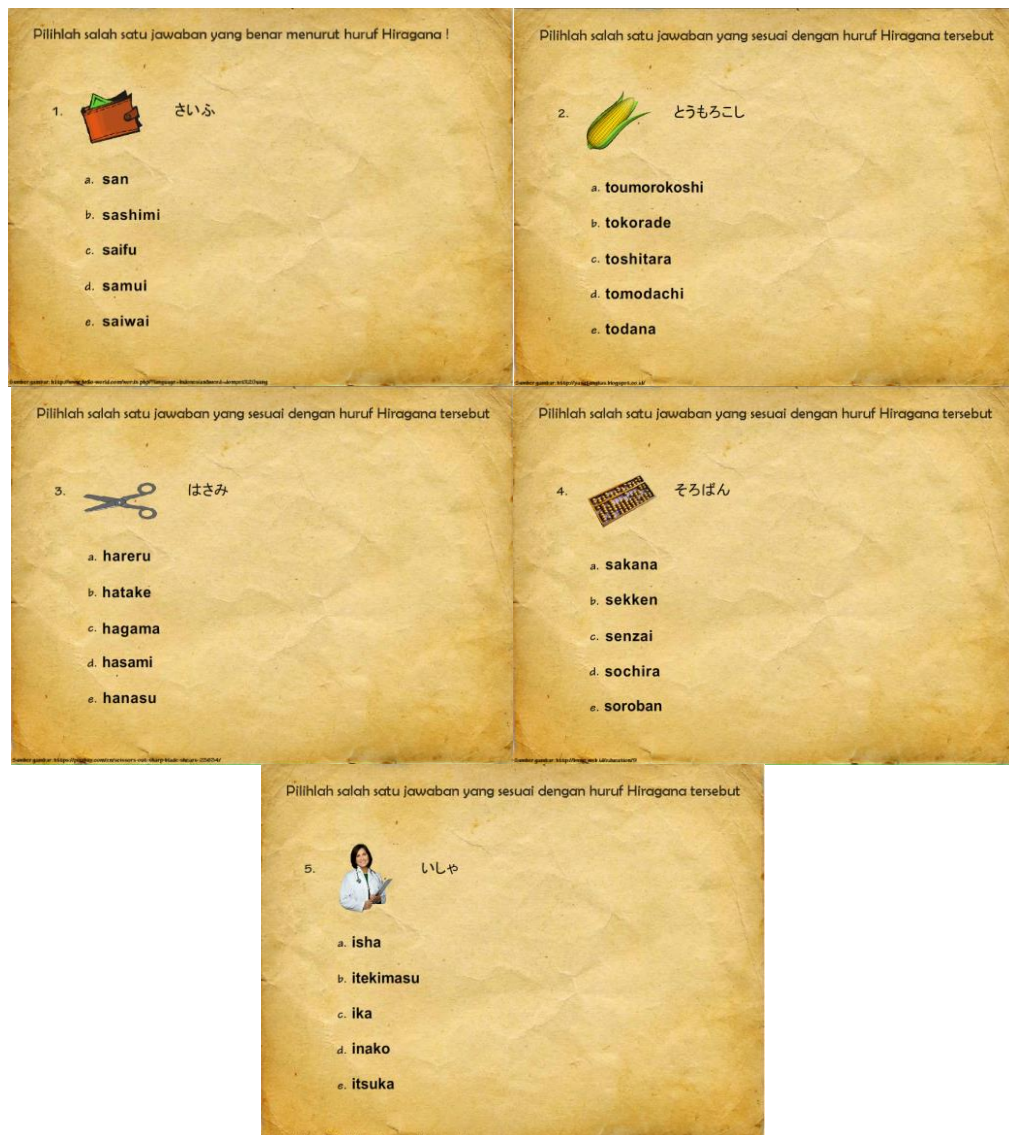 Pilihlah salah satu jawaban yang benar menurut huruf Hiragana !
1. さいふ
a. san
b. sashimi
c. saifu
d. samui
e. saiwai
Pilihlah salah satu jawaban yang sesuai dengan huruf Hiragana tersebut
2. とうもろこし
a. toumorokoshi
b. tokorade
c. toshitara
d. tomodachi
e. todana
Pilihlah salah satu jawaban yang sesuai dengan huruf Hiragana tersebut
3. はさみ
a. hareru
b. hatake
c. hagama
d. hasami
e. hanasu
Pilihlah salah satu jawaban yang sesuai dengan huruf Hiragana tersebut
4. そろばん
a. sakana
b. sekken
c. senzai
d. sochira
e. soroban
Pilihlah salah satu jawaban yang sesuai dengan huruf Hiragana tersebut
5. いしゃ
a. isha
b. itekimasu
c. ika
d. inako
e. itsuka